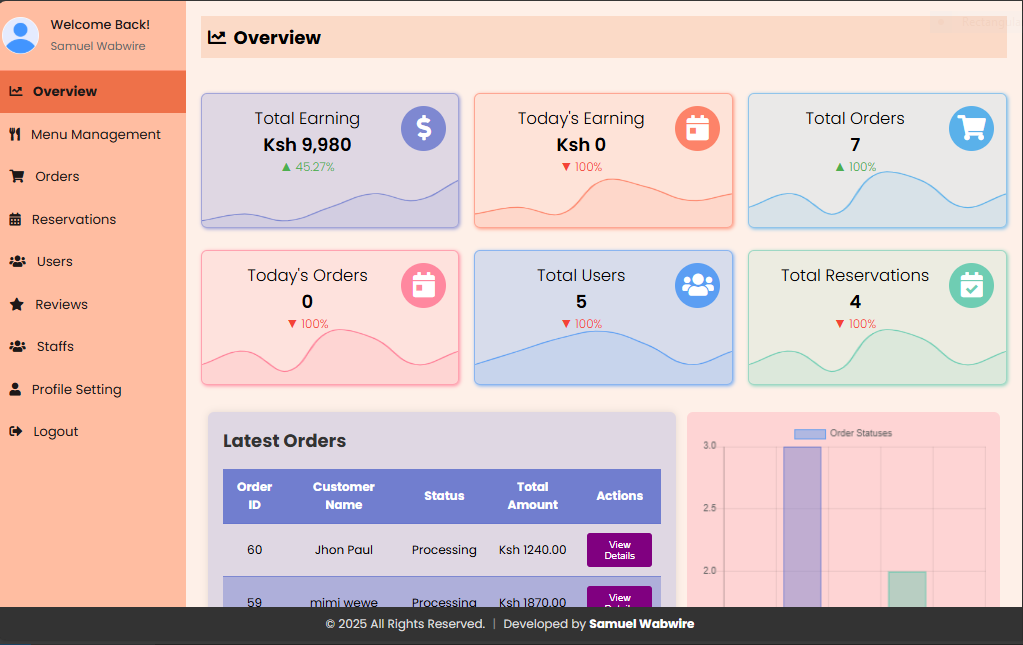 Welcome Back!
Samuel Wabwire
Overview
Menu Management
Orders
Reservations
Users
Reviews
Staffs
Profile Setting
Logout
Overview
Total Earning
Ksh 9,980
▲ 45.27%
Today's Earning
Ksh 0
▼ 100%
Total Orders
7
▲ 100%
Today's Orders
0
▼ 100%
Total Users
5
▼ 100%
Total Reservations
4
▼ 100%
Latest Orders
Order ID Customer Name Status Total Amount Actions
60 Jhon Paul Processing Ksh 1240.00 View Details
59 mimi wewe Processing Ksh 1870.00 View Details
Order Statuses
3.0
2.5
2.0
© 2025 All Rights Reserved. | Developed by Samuel Wabwire